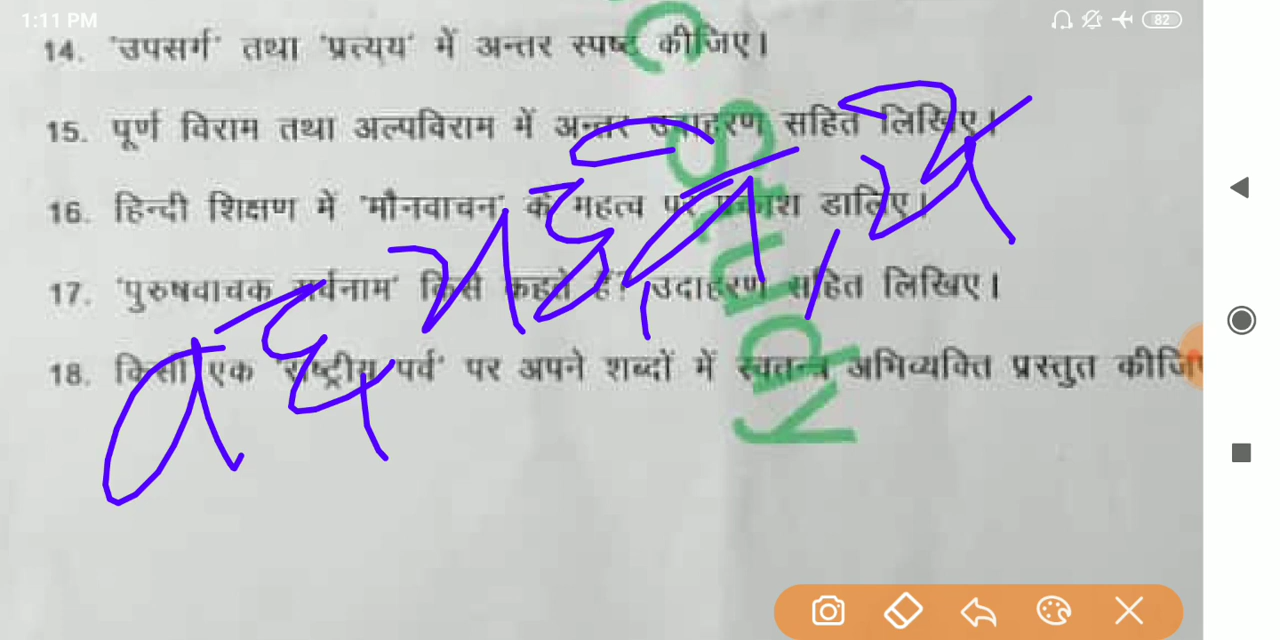 1:11 PM
82
14. 'उपसर्ग' तथा 'प्रत्यय' में अन्तर स्पष्ट कीजिए।
15. पूर्ण विराम तथा अल्पविराम में अन्तर उदाहरण सहित लिखिए।
16. हिन्दी शिक्षण में 'मौनवाचन' के महत्व पर प्रकाश डालिए।
17. 'पुरुषवाचक सर्वनाम' किसे कहते हैं? उदाहरण सहित लिखिए।
18. किसी एक 'राष्ट्रीय पर्व' पर अपने शब्दों में स्वतन्त्र अभिव्यक्ति प्रस्तुत
Study